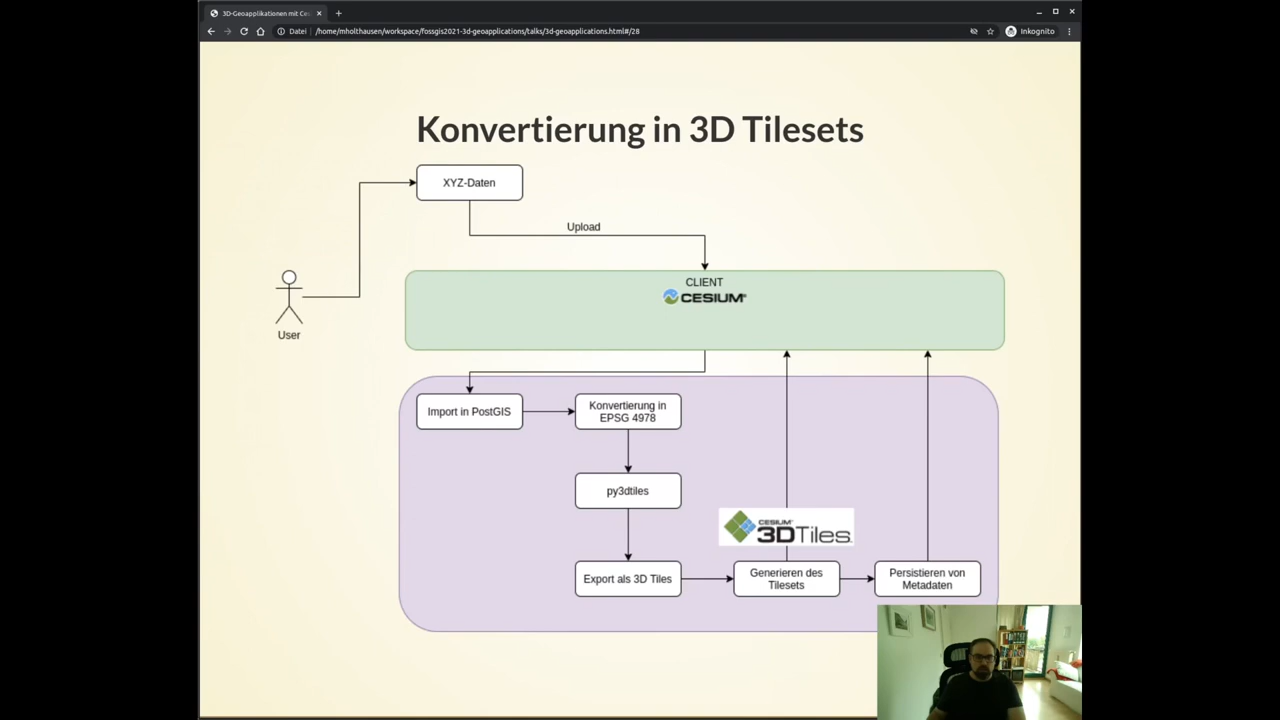 3D-Geoapplikationen mit Ces
Datei
/home/mholthausen/workspace/fossgis2021-3d-geoapplications/talks/3d-geoapplications.html#/28
Inkognito
Konvertierung in 3D Tilesets
XYZ-Daten
Upload
User
CLIENT
CESIUM®
Import in PostGIS
Konvertierung in
EPSG 4978
py3dtiles
CESIUM
3DTiles
Export als 3D Tiles
Generieren des
Tilesets
Persistieren von
Metadaten